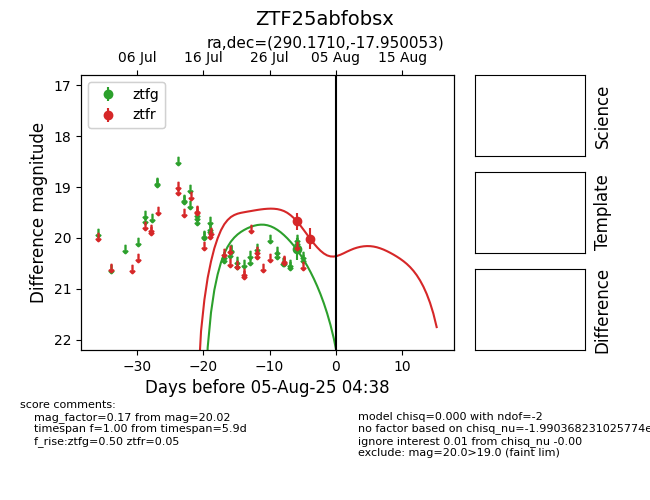 ZTF25abfobsx
ra,dec=(290.1710,-17.950053)
06 Jul 16 Jul 26 Jul 05 Aug 15 Aug
ztfg
ztfr
17
18
19
20
21
22
Difference magnitude
−30 −20 −10 0 10
Days before 05-Aug-25 04:38
Science
Template
Difference
score comments:
mag_factor=0.17 from mag=20.02
timespan f=1.00 from timespan=5.9d
f_rise:ztfg=0.50 ztfr=0.05
model chisq=0.000 with ndof=-2
no factor based on chisq_nu=-1.990368231025774e
ignore interest 0.01 from chisq_nu -0.00
exclude: mag=20.0>19.0 (faint lim)